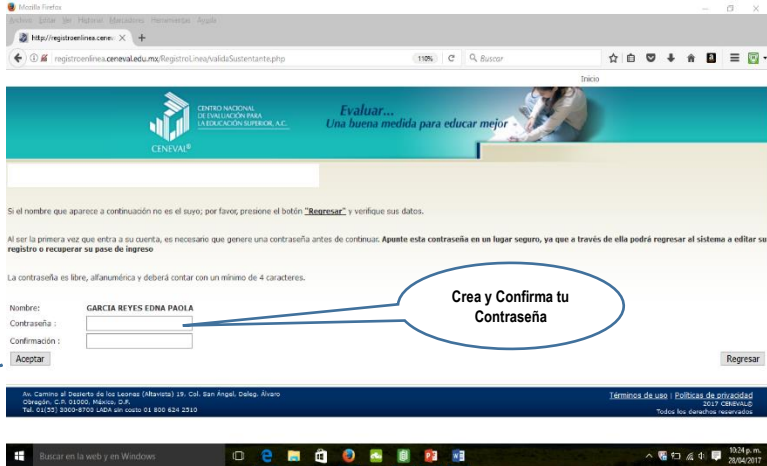 Mozilla Firefox
Archivo Editar Ver Historial Marcadores Herramientas Ayuda
http://registroenlinea.cenev
registroenlinea.ceneval.edu.mx/RegistroLinea/validaSustentante.php
110%
Buscar
Inicio
CENTRO NACIONAL
DE EVALUACIÓN PARA
LA EDUCACIÓN SUPERIOR, A.C.
CENEVAL®
Evaluar...
Una buena medida para educar mejor
Si el nombre que aparece a continuación no es el suyo; por favor, presione el botón "Regresar" y verifique sus datos.
Al ser la primera vez que entra a su cuenta, es necesario que genere una contraseña antes de continuar. Apunte esta contraseña en un lugar seguro, ya que a través de ella podrá regresar al sistema a editar su
registro o recuperar su pase de ingreso
La contraseña es libre, alfanumérica y deberá contar con un mínimo de 4 caracteres.
Crea y Confirma tu
Contraseña
Nombre: GARCIA REYES EDNA PAOLA
Contraseña :
Confirmación :
Aceptar
Regresar
Av. Camino al Desierto de los Leones (Altavista) 19, Col. San Ángel, Deleg. Álvaro
Obregón, C.P. 01000, México, D.F.
Tel. 01(55) 3000-8700 LADA sin costo 01 800 624 2510
Términos de uso | Políticas de privacidad
2017 CENEVAL©
Todos los derechos reservados
Buscar en la web y en Windows
10:24 p. m.
28/04/2017